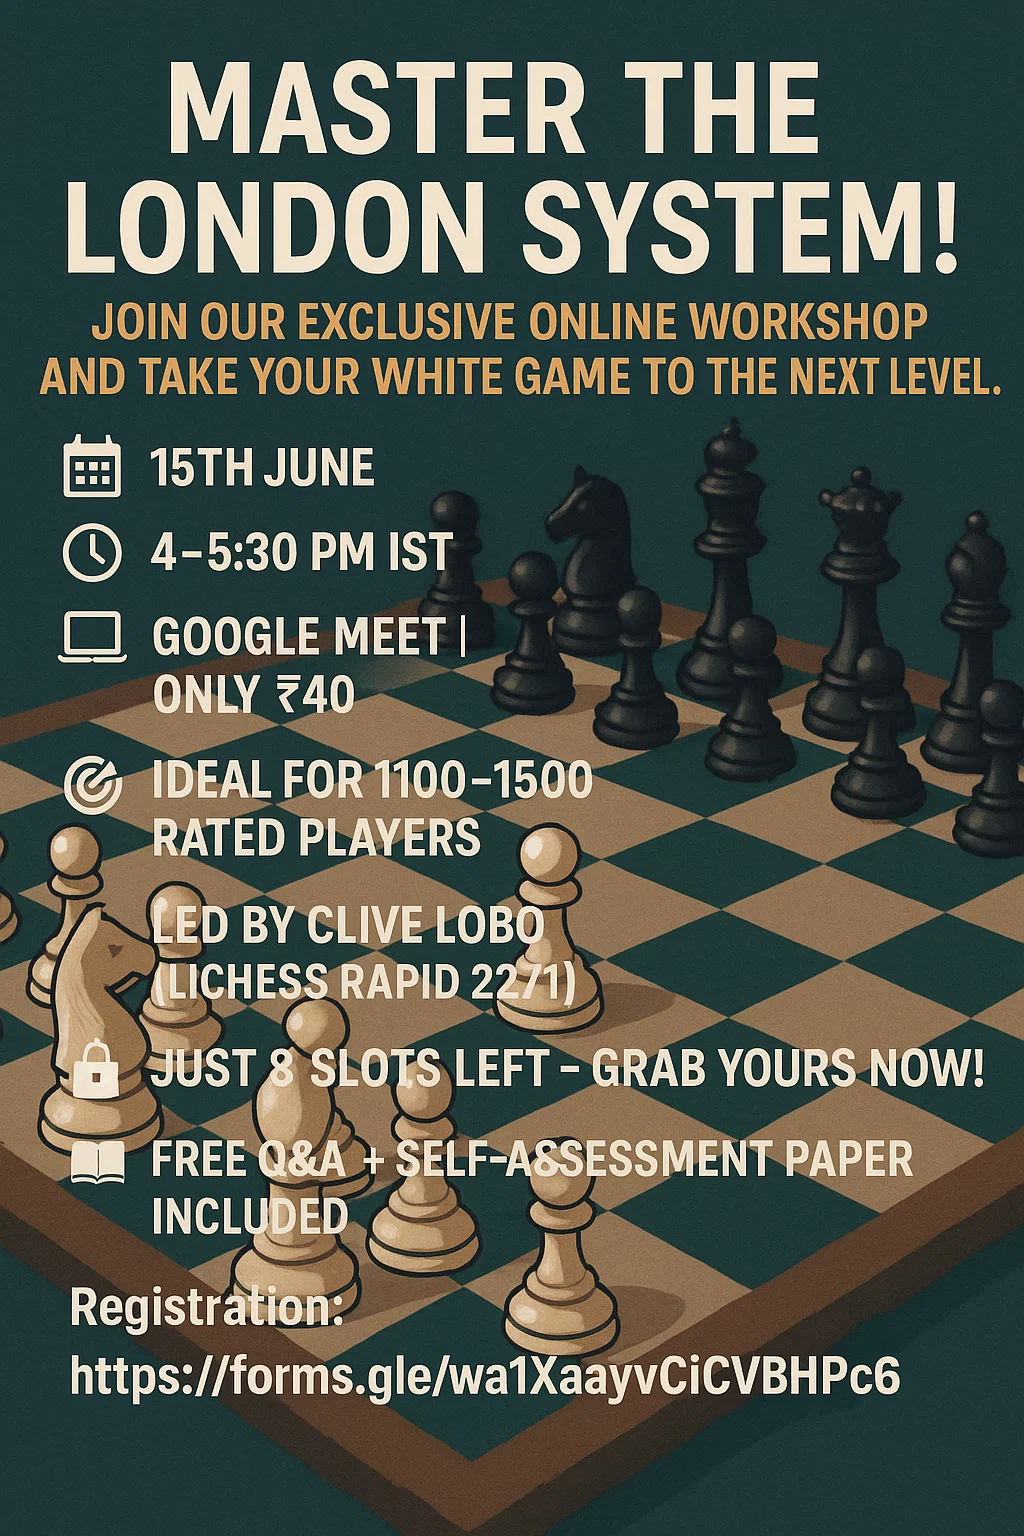 MASTER THE
LONDON SYSTEM!
JOIN OUR EXCLUSIVE ONLINE WORKSHOP
AND TAKE YOUR WHITE GAME TO THE NEXT LEVEL.
15TH JUNE
4–5:30 PM IST
GOOGLE MEET |
ONLY ₹40
IDEAL FOR 1100–1500
RATED PLAYERS
LED BY CLIVE LOBO
(LICHESS RAPID 2271)
JUST 8 SLOTS LEFT – GRAB YOURS NOW!
FREE Q&A + SELF-ASSESSMENT PAPER
INCLUDED
Registration:
https://forms.gle/wa1XaayvCiCVBHPc6